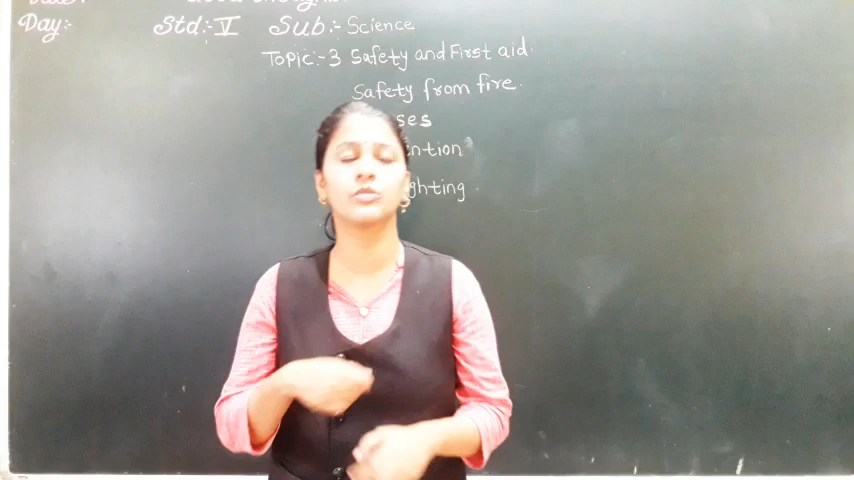 Day:- Std:- V Sub:- Science
Topic:-3 Safety and First aid.
Safety from fire.
ses
ntion
ghting